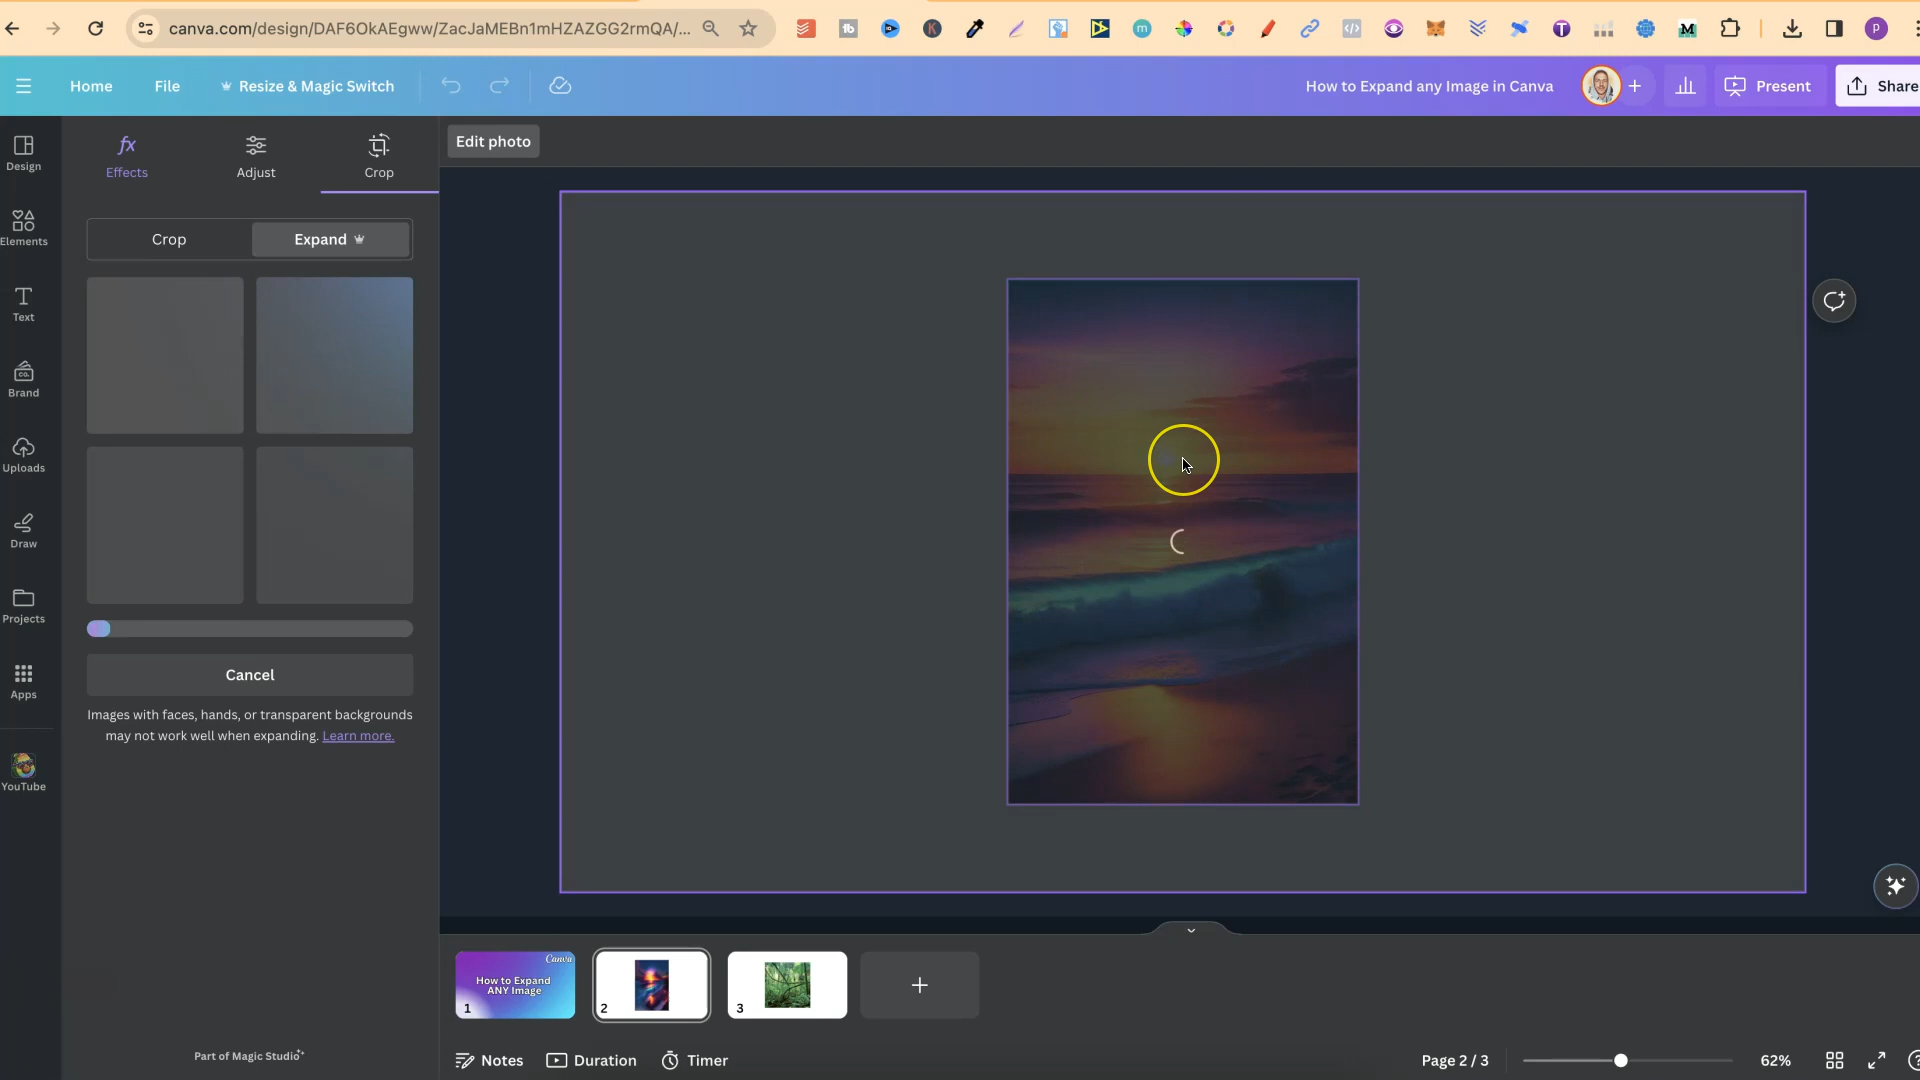 canva.com/design/DAF6OkAEgww/ZacJaMEBn1mHZAZGG2rmQA/...
Home
File
Resize & Magic Switch
How to Expand any Image in Canva
Present
Share
Design
Elements
Text
Brand
Uploads
Draw
Projects
Apps
YouTube
Effects
Adjust
Crop
Crop
Expand
Cancel
Images with faces, hands, or transparent backgrounds
may not work well when expanding. Learn more.
Part of Magic Studio
Edit photo
Canva
How to Expand
ANY Image
1
2
3
Notes
Duration
Timer
Page 2 / 3
62%